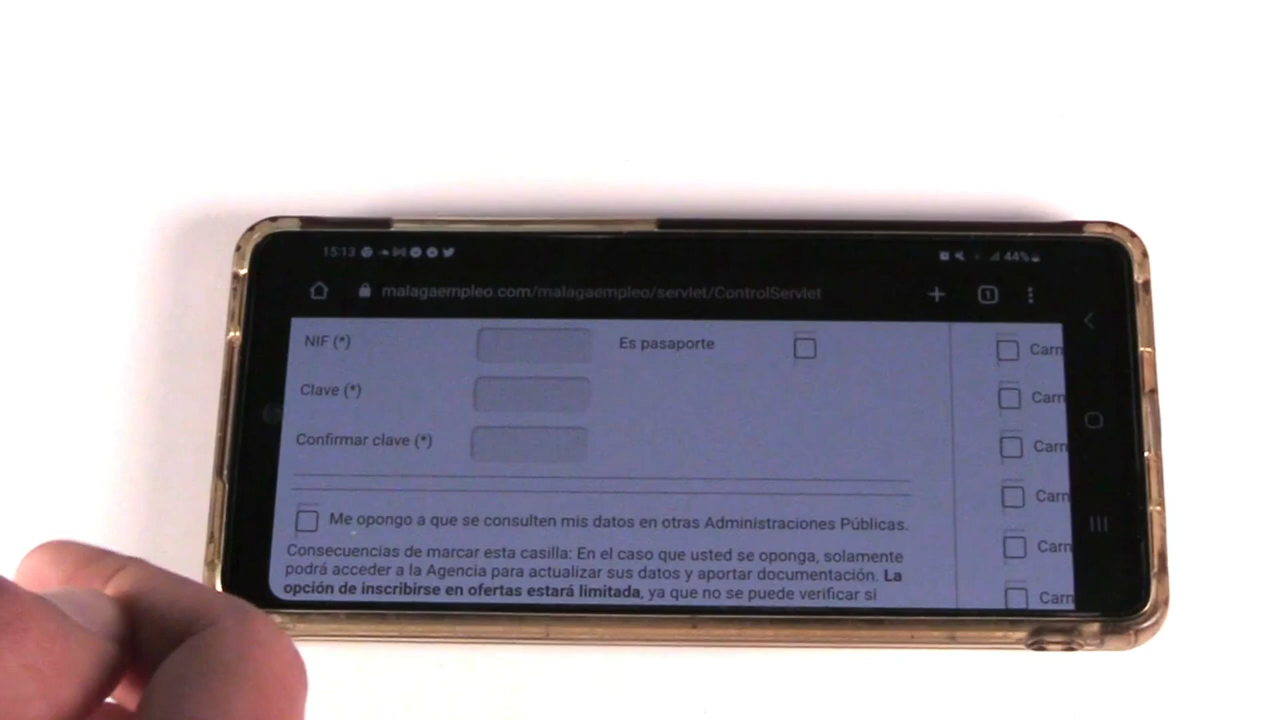 15:13 44%
malagaempleo.com/malagaempleo/servlet/ControlServlet
1
NIF (*) Es pasaporte
Clave (*)
Confirmar clave (*)
Me opongo a que se consulten mis datos en otras Administraciones Públicas.
Consecuencias de marcar esta casilla: En el caso que usted se oponga, solamente
podrá acceder a la Agencia para actualizar sus datos y aportar documentación. La
opción de inscribirse en ofertas estará limitada, ya que no se puede verificar si
Carn
Carn
Carn
Carn
Carn
Carn